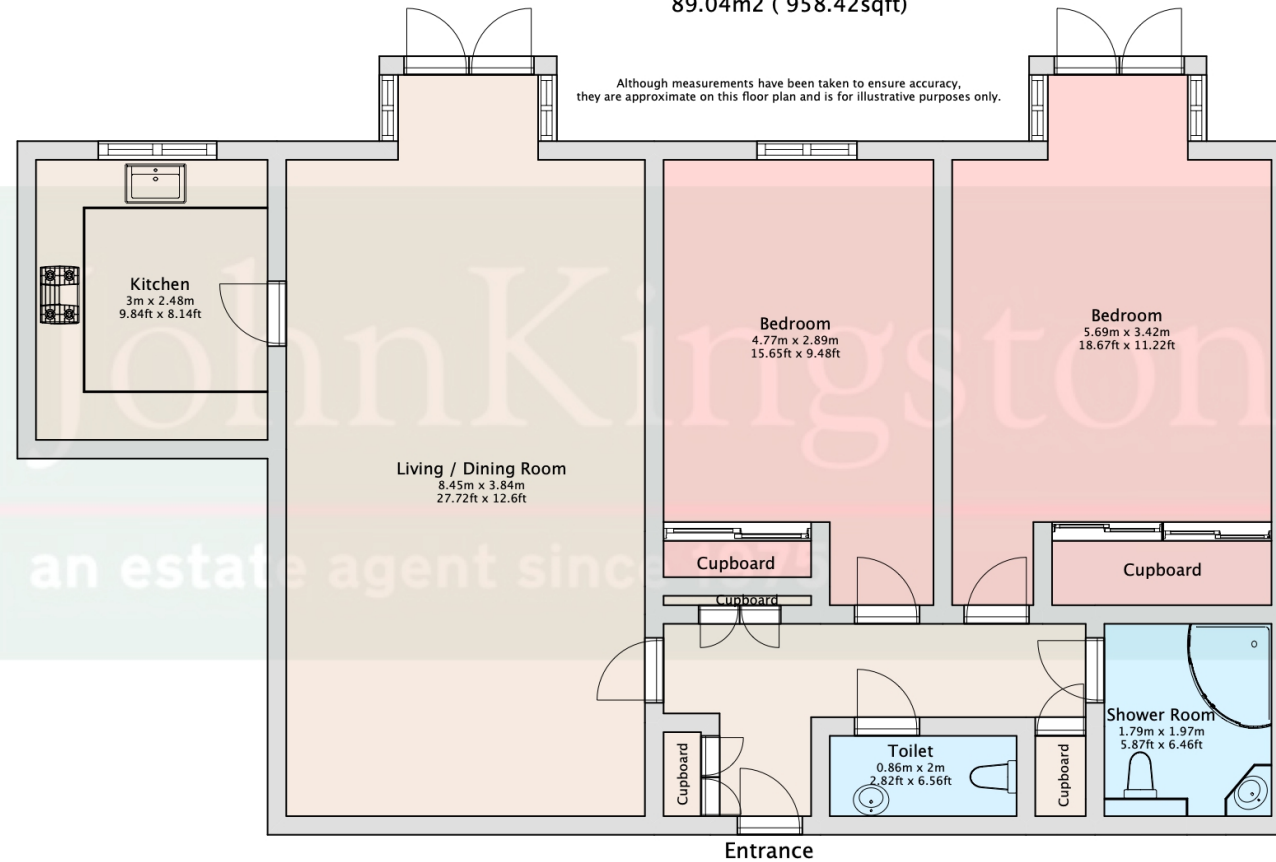 89.04m2 ( 958.42sqft)
Although measurements have been taken to ensure accuracy,
they are approximate on this floor plan and is for illustrative purposes only.
Kitchen
3m x 2.48m
9.84ft x 8.14ft
Bedroom
4.77m x 2.89m
15.65ft x 9.48ft
Bedroom
5.69m x 3.42m
18.67ft x 11.22ft
JohnKingston
Living / Dining Room
8.45m x 3.84m
27.72ft x 12.6ft
an estate agent since 1975
Cupboard
Cupboard
Cupboard
Shower Room
1.79m x 1.97m
5.87ft x 6.46ft
Cupboard
Toilet
0.86m x 2m
2.82ft x 6.56ft
Cupboard
Entrance